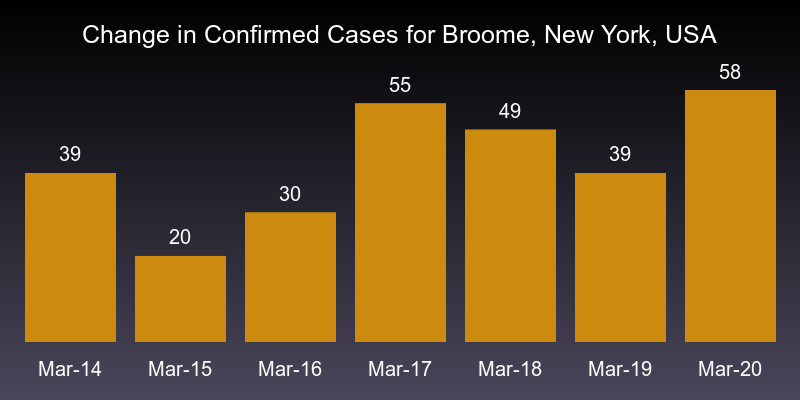 Change in Confirmed Cases for Broome, New York, USA
39 20 30 55 49 39 58
Mar-14 Mar-15 Mar-16 Mar-17 Mar-18 Mar-19 Mar-20